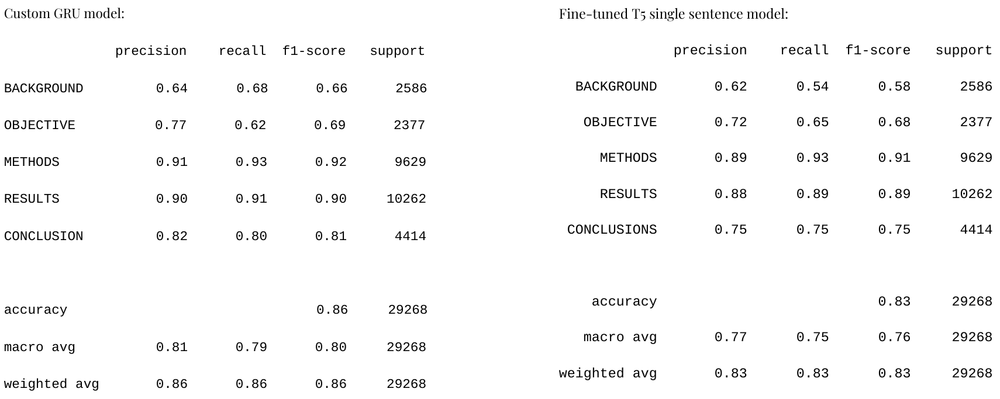 Custom GRU model:
precision recall f1-score support
BACKGROUND 0.64 0.68 0.66 2586
OBJECTIVE 0.77 0.62 0.69 2377
METHODS 0.91 0.93 0.92 9629
RESULTS 0.90 0.91 0.90 10262
CONCLUSION 0.82 0.80 0.81 4414
accuracy 0.86 29268
macro avg 0.81 0.79 0.80 29268
weighted avg 0.86 0.86 0.86 29268
Fine-tuned T5 single sentence model:
precision recall f1-score support
BACKGROUND 0.62 0.54 0.58 2586
OBJECTIVE 0.72 0.65 0.68 2377
METHODS 0.89 0.93 0.91 9629
RESULTS 0.88 0.89 0.89 10262
CONCLUSIONS 0.75 0.75 0.75 4414
accuracy 0.83 29268
macro avg 0.77 0.75 0.76 29268
weighted avg 0.83 0.83 0.83 29268